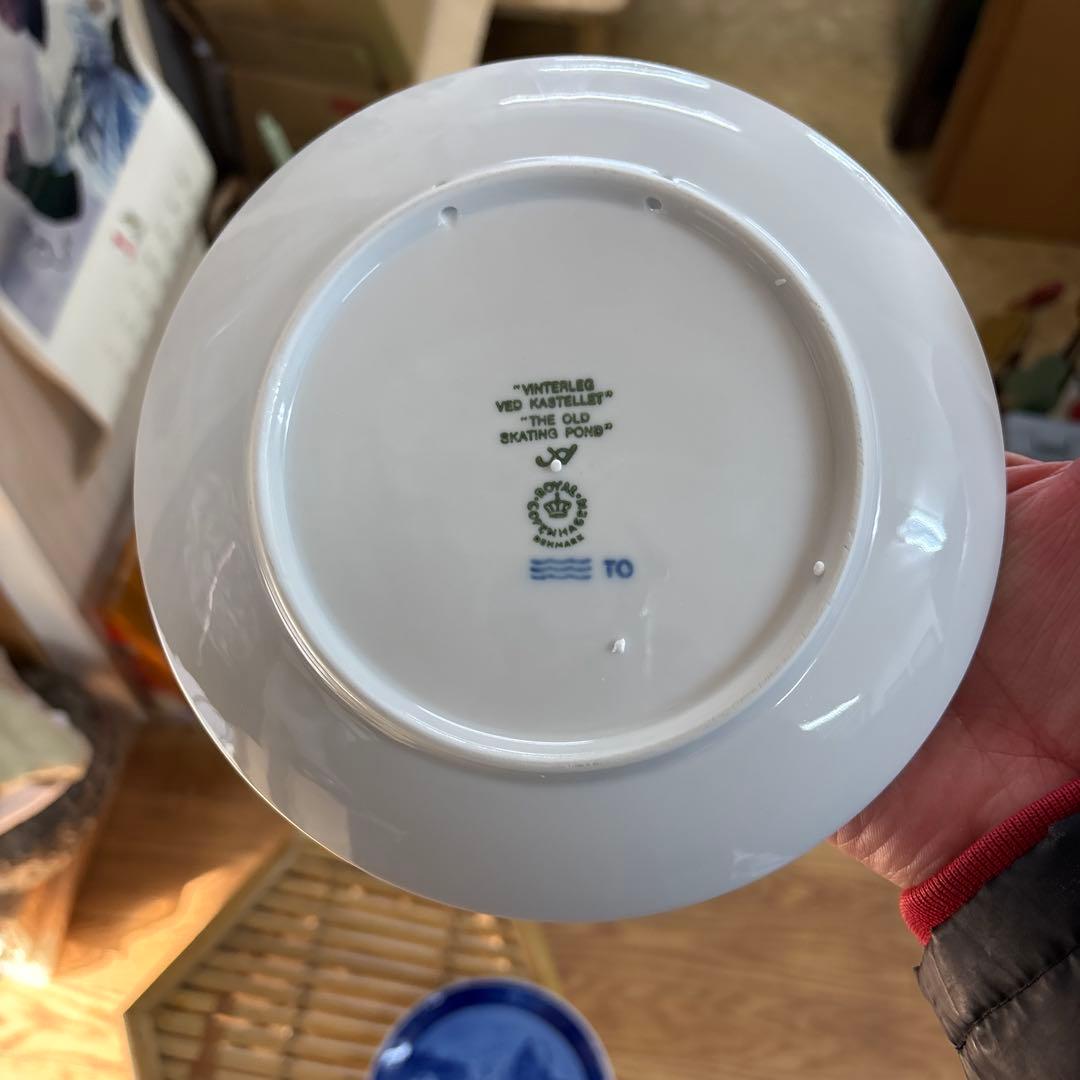 "VINTERLEG
VED KASTELLET"
"THE OLD
SKATING POND"
ROYAL
COPENHAGEN
DENMARK
TO